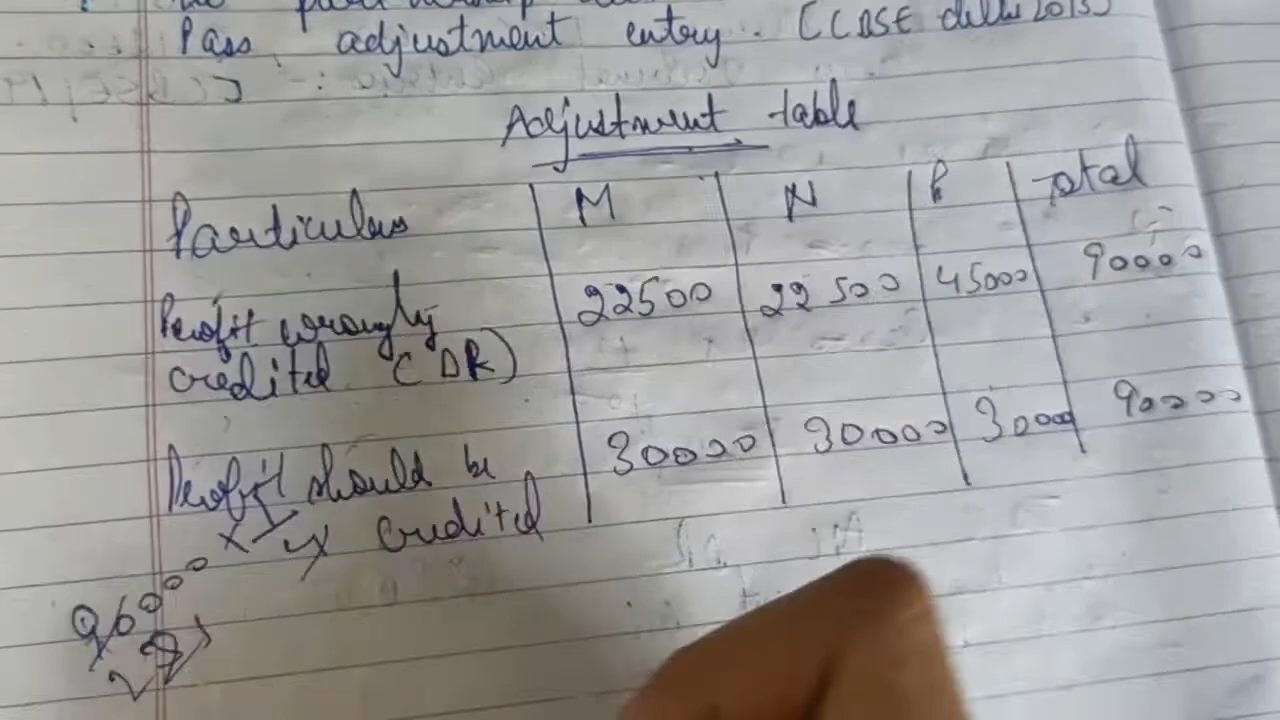 Pass adjustment entry. (CBSE delhi 2013)
Adjustment table
Particulars M N P Total
Profit wrongly 22500 22500 45000 90000
credited (DR)
Profit should be 30000 30000 30000 90000
credited